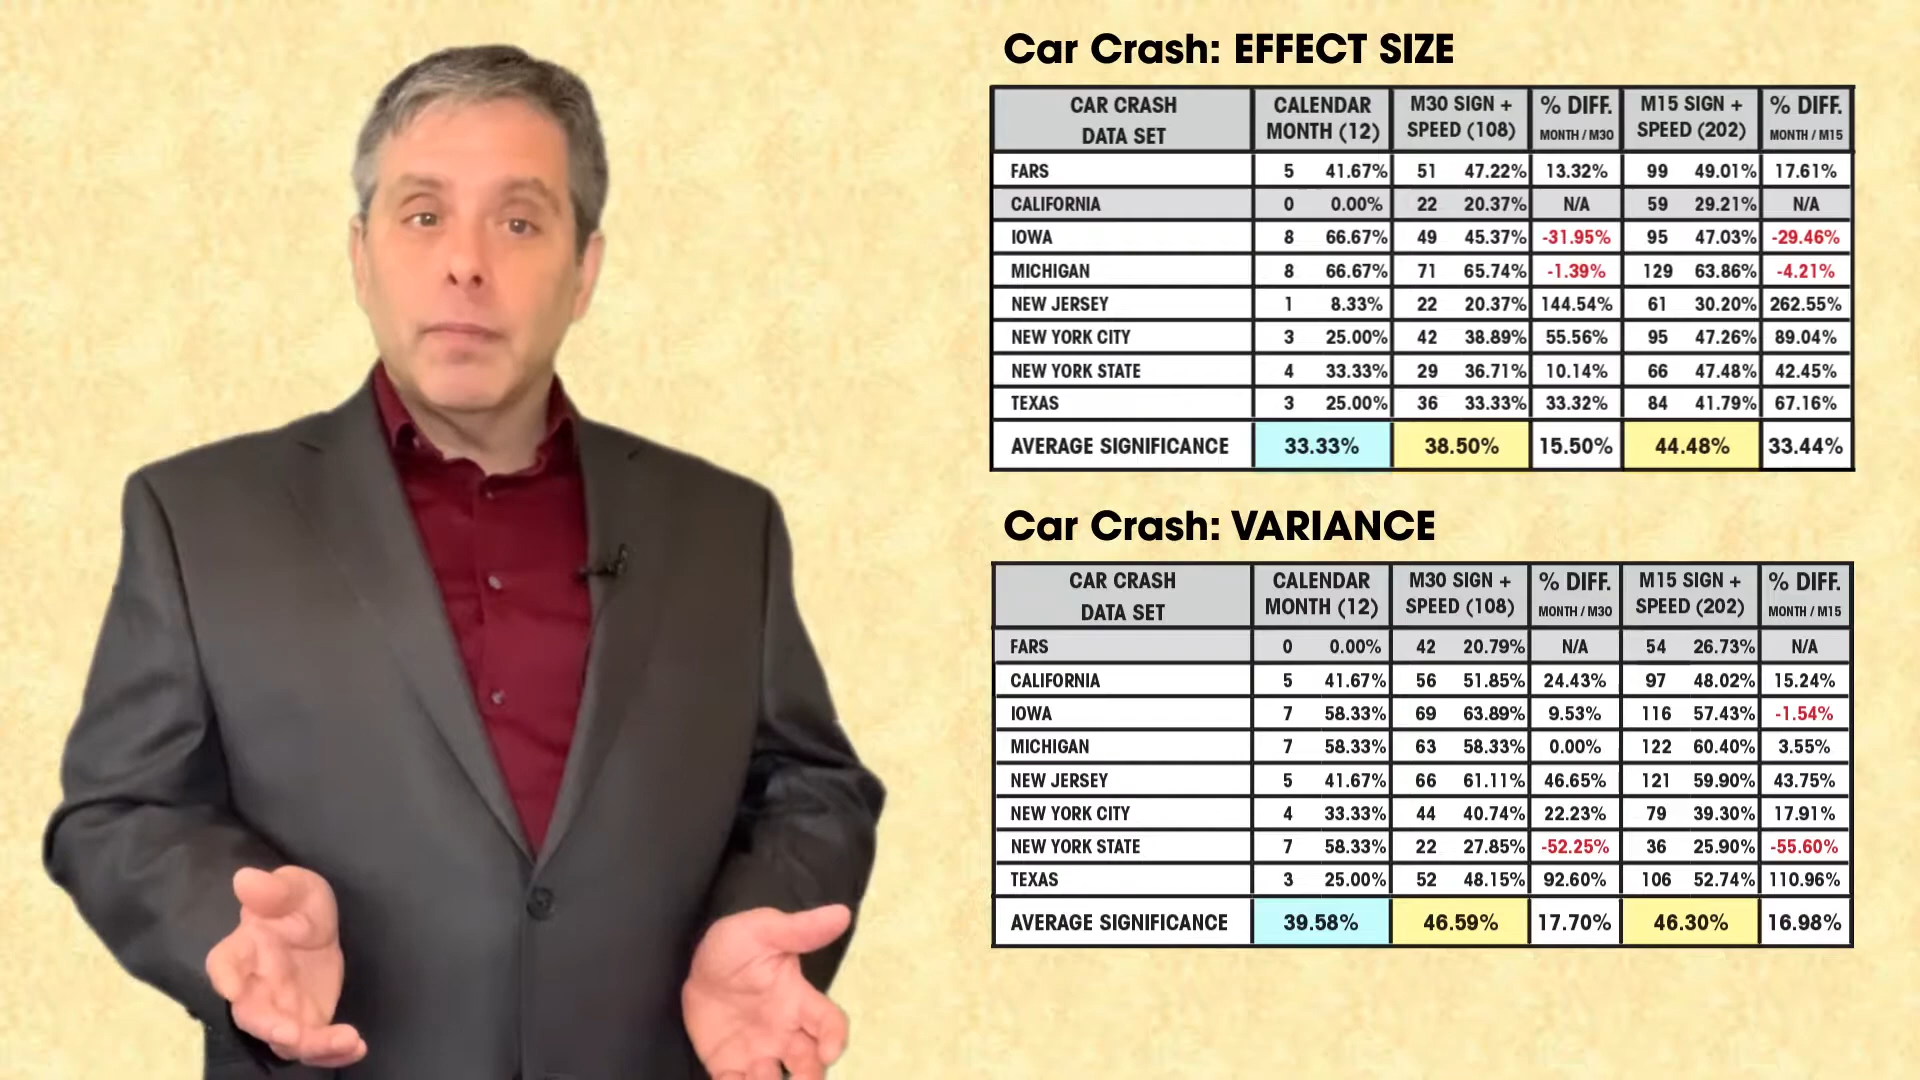 Car Crash: EFFECT SIZE
CAR CRASH DATA SET CALENDAR MONTH (12) M30 SIGN + SPEED (108) % DIFF. MONTH / M30 M15 SIGN + SPEED (202) % DIFF. MONTH / M15
FARS 5 41.67% 51 47.22% 13.32% 99 49.01% 17.61%
CALIFORNIA 0 0.00% 22 20.37% N/A 59 29.21% N/A
IOWA 8 66.67% 49 45.37% -31.95% 95 47.03% -29.46%
MICHIGAN 8 66.67% 71 65.74% -1.39% 129 63.86% -4.21%
NEW JERSEY 1 8.33% 22 20.37% 144.54% 61 30.20% 262.55%
NEW YORK CITY 3 25.00% 42 38.89% 55.56% 95 47.26% 89.04%
NEW YORK STATE 4 33.33% 29 36.71% 10.14% 66 47.48% 42.45%
TEXAS 3 25.00% 36 33.33% 33.32% 84 41.79% 67.16%
AVERAGE SIGNIFICANCE 33.33% 38.50% 15.50% 44.48% 33.44%
Car Crash: VARIANCE
CAR CRASH DATA SET CALENDAR MONTH (12) M30 SIGN + SPEED (108) % DIFF. MONTH / M30 M15 SIGN + SPEED (202) % DIFF. MONTH / M15
FARS 0 0.00% 42 20.79% N/A 54 26.73% N/A
CALIFORNIA 5 41.67% 56 51.85% 24.43% 97 48.02% 15.24%
IOWA 7 58.33% 69 63.89% 9.53% 116 57.43% -1.54%
MICHIGAN 7 58.33% 63 58.33% 0.00% 122 60.40% 3.55%
NEW JERSEY 5 41.67% 66 61.11% 46.65% 121 59.90% 43.75%
NEW YORK CITY 4 33.33% 44 40.74% 22.23% 79 39.30% 17.91%
NEW YORK STATE 7 58.33% 22 27.85% -52.25% 36 25.90% -55.60%
TEXAS 3 25.00% 52 48.15% 92.60% 106 52.74% 110.96%
AVERAGE SIGNIFICANCE 39.58% 46.59% 17.70% 46.30% 16.98%